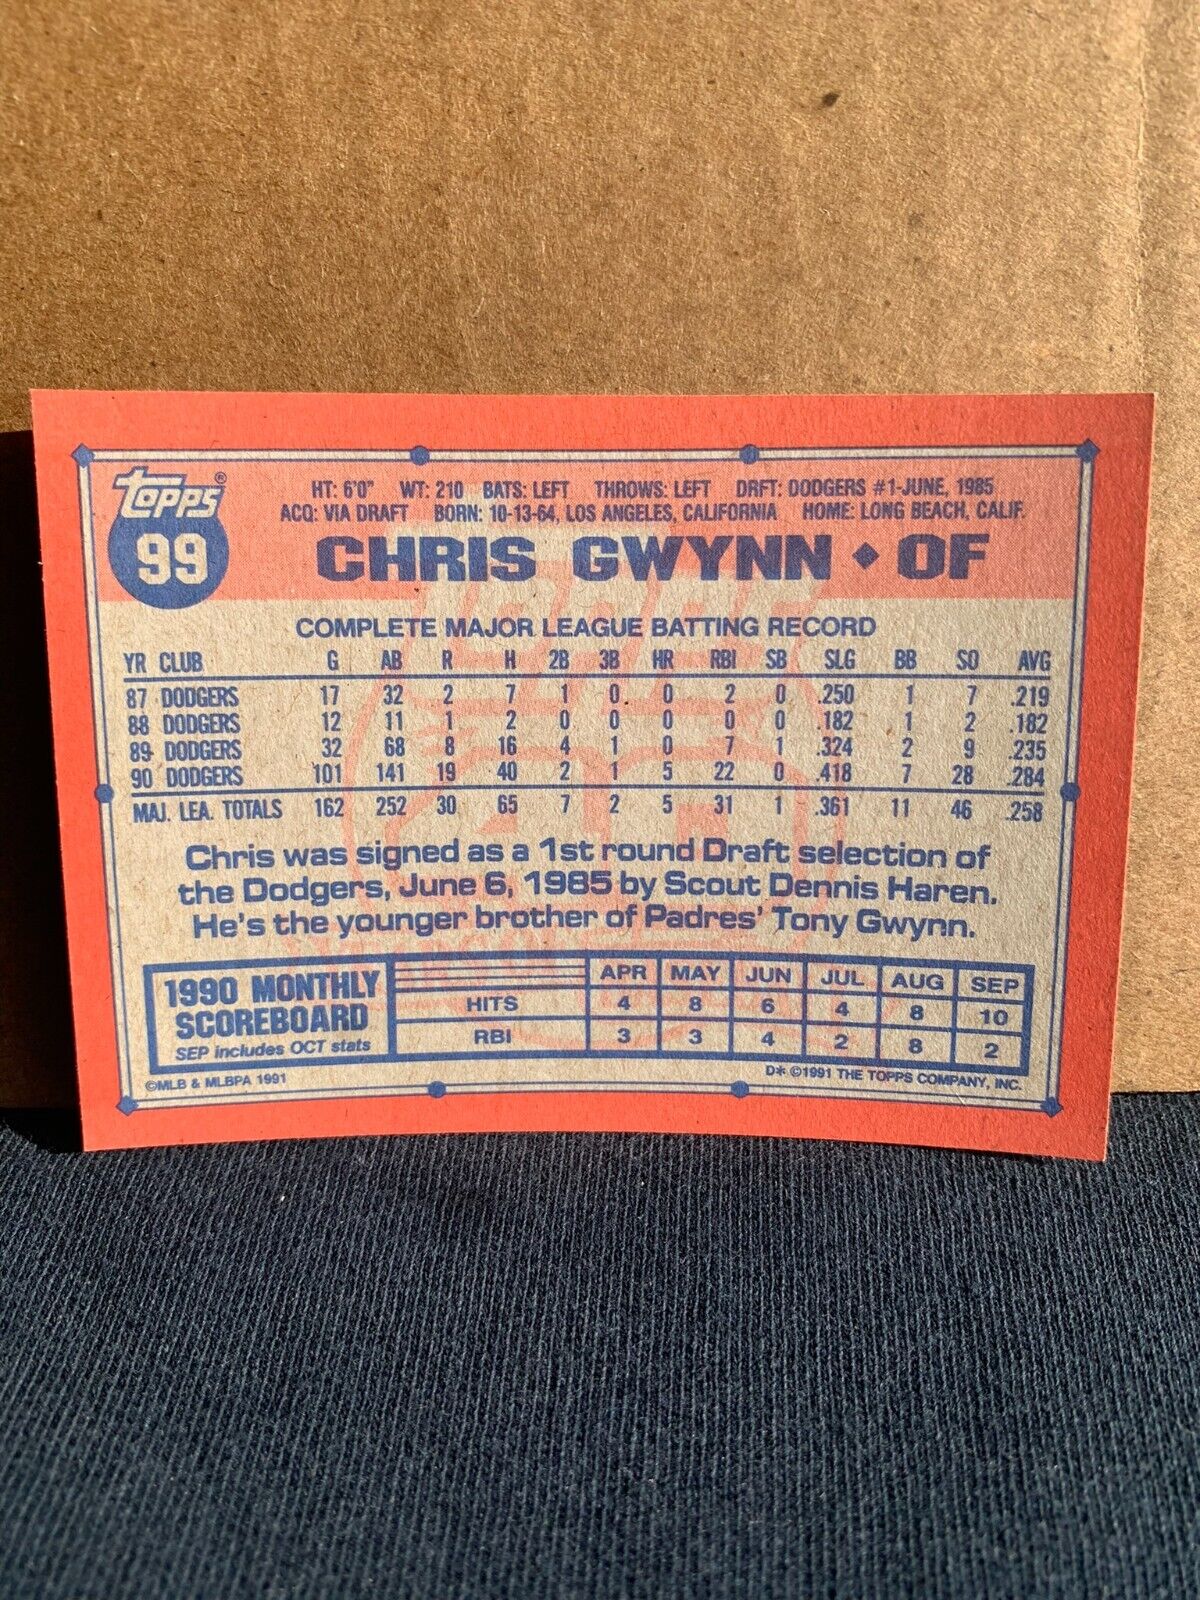 TOPPS®
99
HT: 6'0" WT: 210 BATS: LEFT THROWS: LEFT DRFT: DODGERS #1-JUNE, 1985
ACQ: VIA DRAFT BORN: 10-13-64, LOS ANGELES, CALIFORNIA HOME: LONG BEACH, CALIF.
CHRIS GWYNN ◆ OF
COMPLETE MAJOR LEAGUE BATTING RECORD
YR CLUB G AB R H 2B 3B HR RBI SB SLG BB SO AVG
87 DODGERS 17 32 2 7 1 0 0 2 0 .250 1 7 .219
88 DODGERS 12 11 1 2 0 0 0 0 0 .182 1 2 .182
89 DODGERS 32 68 8 16 4 1 0 7 1 .324 2 9 .235
90 DODGERS 101 141 19 40 2 1 5 22 0 .418 7 28 .284
MAJ. LEA. TOTALS 162 252 30 65 7 2 5 31 1 .361 11 46 .258
Chris was signed as a 1st round Draft selection of
the Dodgers, June 6, 1985 by Scout Dennis Haren.
He's the younger brother of Padres' Tony Gwynn.
1990 MONTHLY
SCOREBOARD
SEP includes OCT stats
APR MAY JUN JUL AUG SEP
HITS 4 8 6 4 8 10
RBI 3 3 4 2 8 2
©MLB & MLBPA 1991 D* ©1991 THE TOPPS COMPANY, INC.